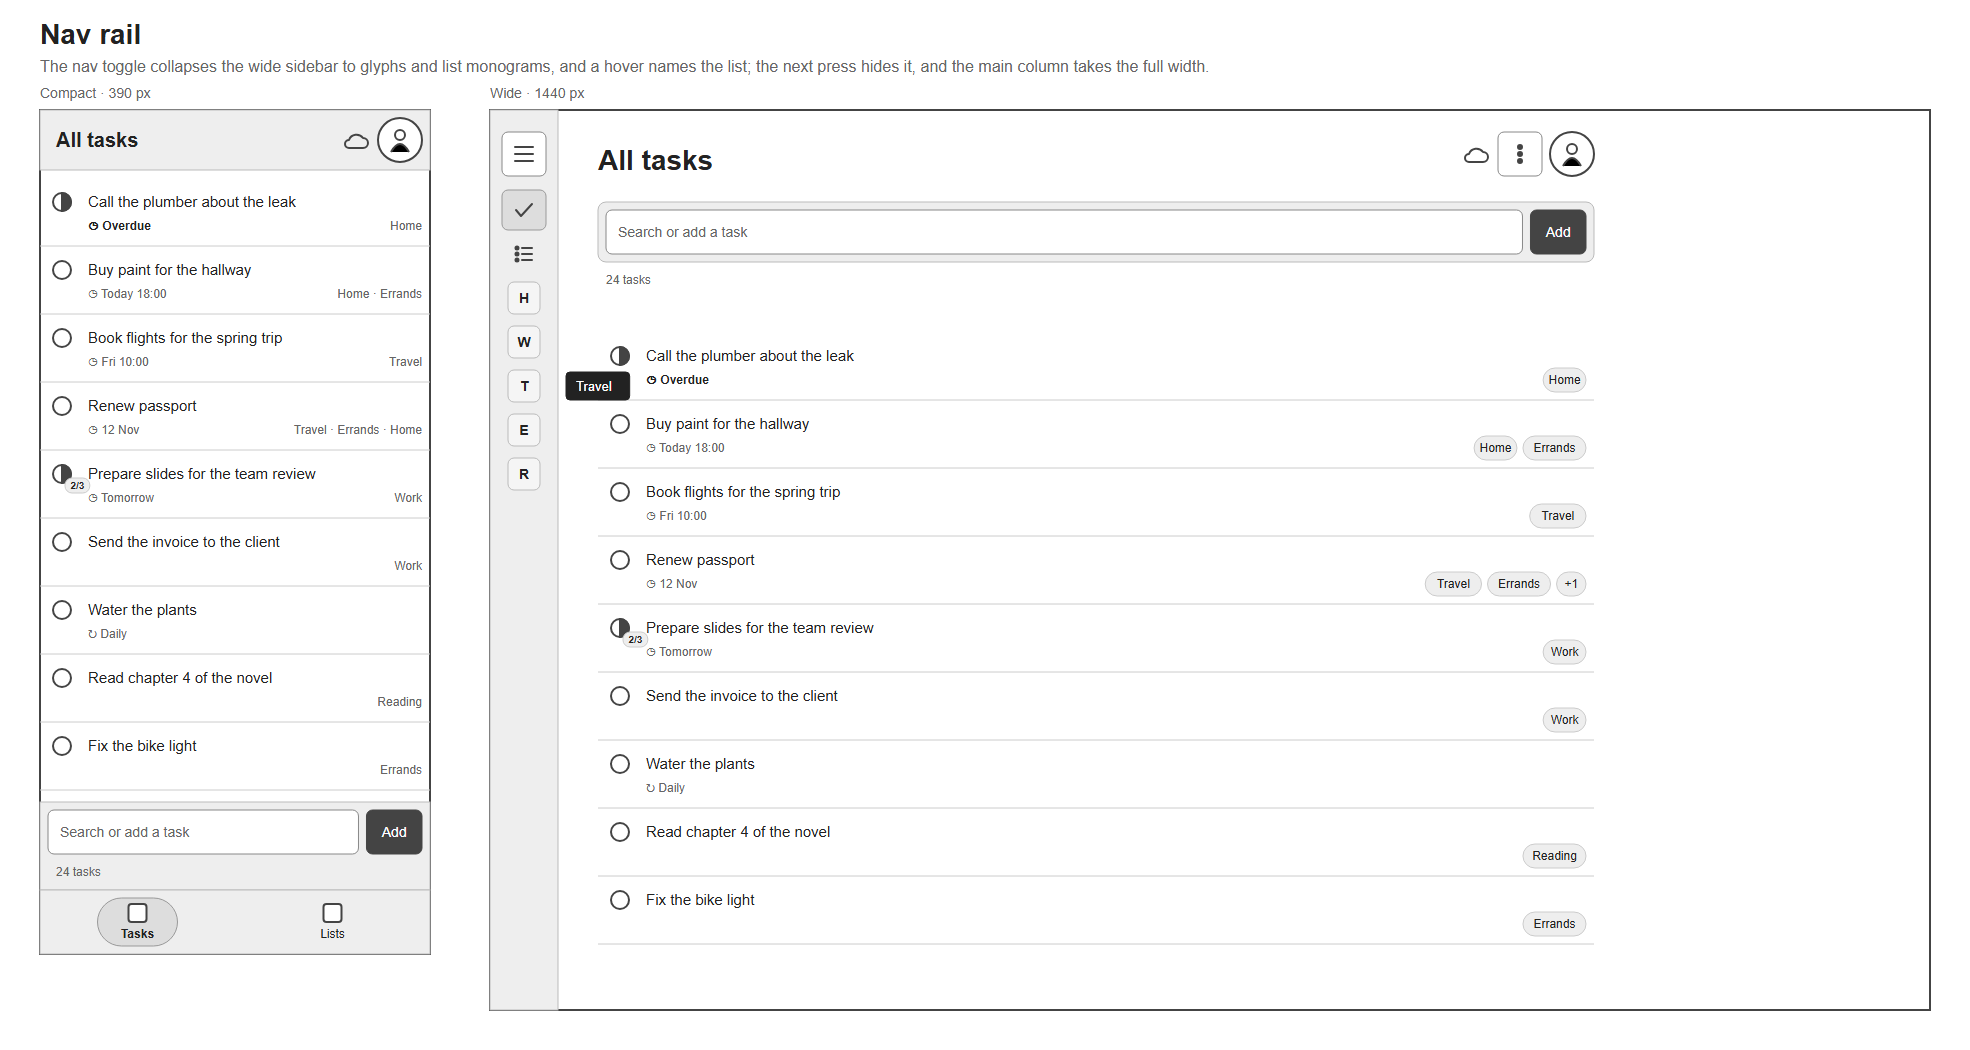 Nav rail
The nav toggle collapses the wide sidebar to glyphs and list monograms, and a hover names the list; the next press hides it, and the main column takes the full width.
Compact · 390 px
All tasks
Call the plumber about the leak
Overdue
Home
Buy paint for the hallway
Today 18:00
Home · Errands
Book flights for the spring trip
Fri 10:00
Travel
Renew passport
12 Nov
Travel · Errands · Home
Prepare slides for the team review
2/3
Tomorrow
Work
Send the invoice to the client
Work
Water the plants
↻ Daily
Read chapter 4 of the novel
Reading
Fix the bike light
Errands
Search or add a task
Add
24 tasks
Tasks
Lists
Wide · 1440 px
H
W
T
E
R
Travel
All tasks
Search or add a task
Add
24 tasks
Call the plumber about the leak
Overdue
Home
Buy paint for the hallway
Today 18:00
Home
Errands
Book flights for the spring trip
Fri 10:00
Travel
Renew passport
12 Nov
Travel
Errands
+1
Prepare slides for the team review
2/3
Tomorrow
Work
Send the invoice to the client
Work
Water the plants
↻ Daily
Read chapter 4 of the novel
Reading
Fix the bike light
Errands